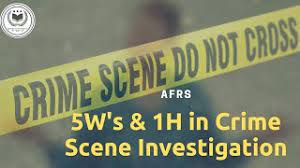 CRIME SCENE DO NOT CROSS
AFRS
5W's & 1H in Crime
Scene Investigation